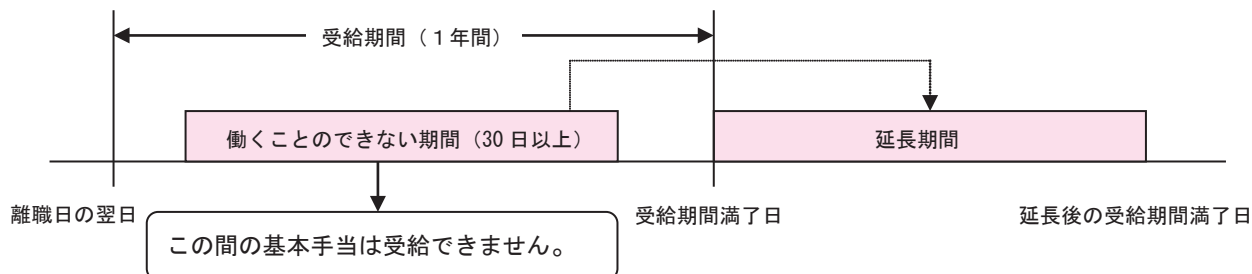 受給期間(1年間)
働くことのできない期間(30日以上)
延長期間
離職日の翌日
受給期間満了日
延長後の受給期間満了日
この間の基本手当は受給できません。